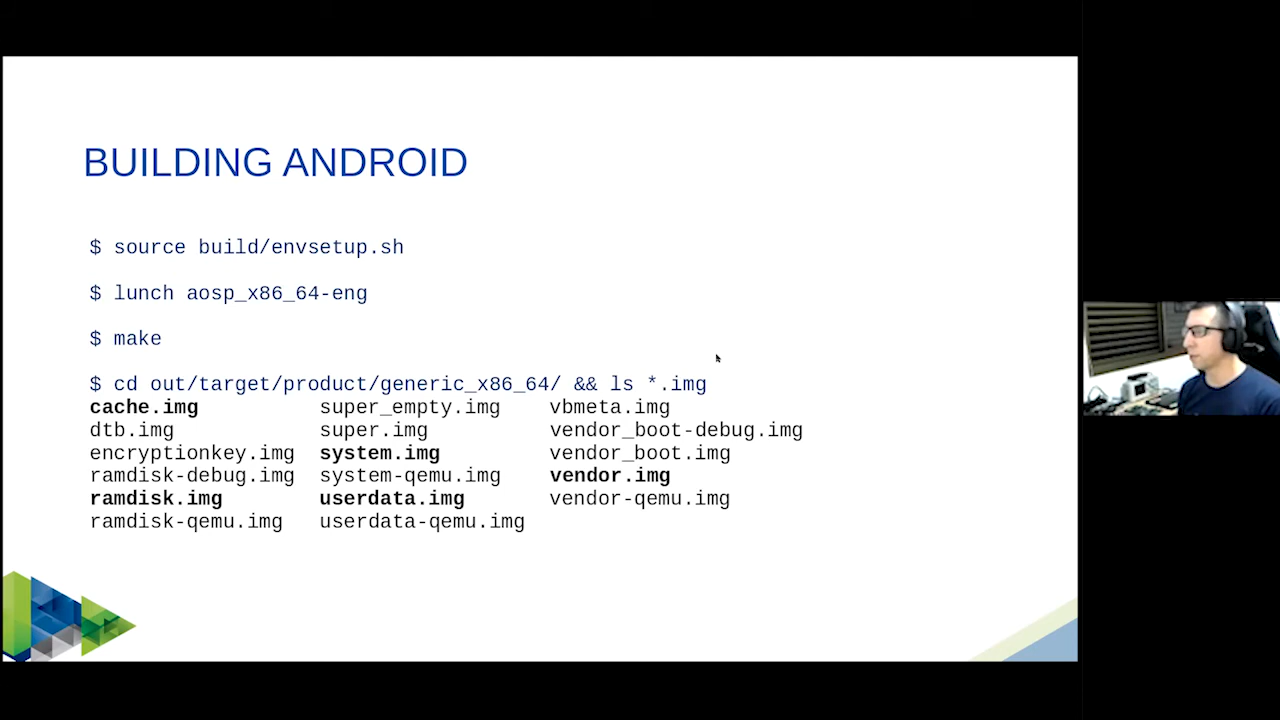 BUILDING ANDROID
$ source build/envsetup.sh
$ lunch aosp_x86_64-eng
$ make
$ cd out/target/product/generic_x86_64/ && ls *.img
cache.img super_empty.img vbmeta.img
dtb.img super.img vendor_boot-debug.img
encryptionkey.img system.img vendor_boot.img
ramdisk-debug.img system-qemu.img vendor.img
ramdisk.img userdata.img vendor-qemu.img
ramdisk-qemu.img userdata-qemu.img